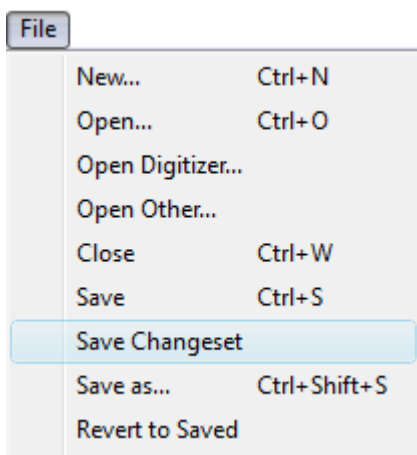 File
New... Ctrl+N
Open... Ctrl+O
Open Digitizer...
Open Other...
Close Ctrl+W
Save Ctrl+S
Save Changeset
Save as... Ctrl+Shift+S
Revert to Saved